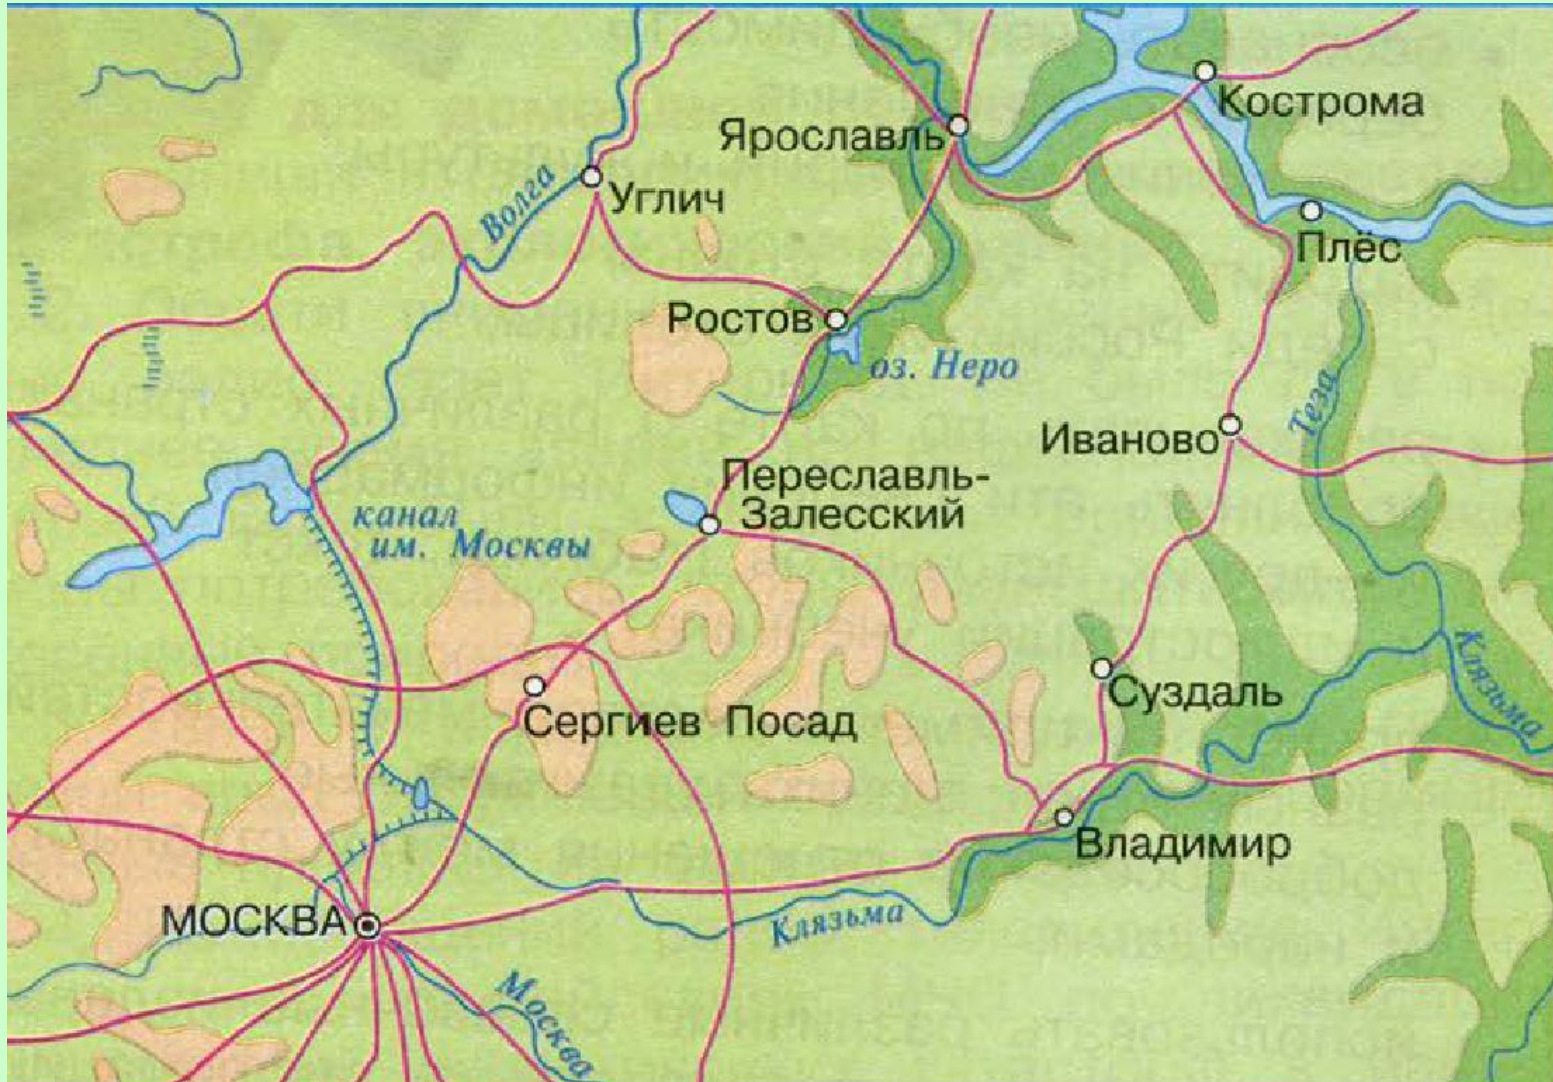 Кострома
Ярославль
Волга
Углич
Плёс
Ростов
оз. Неро
Теза
Иваново
Переславль-
Залесский
канал
им. Москвы
Клязьма
Суздаль
Сергиев Посад
Владимир
Клязьма
МОСКВА
Москва